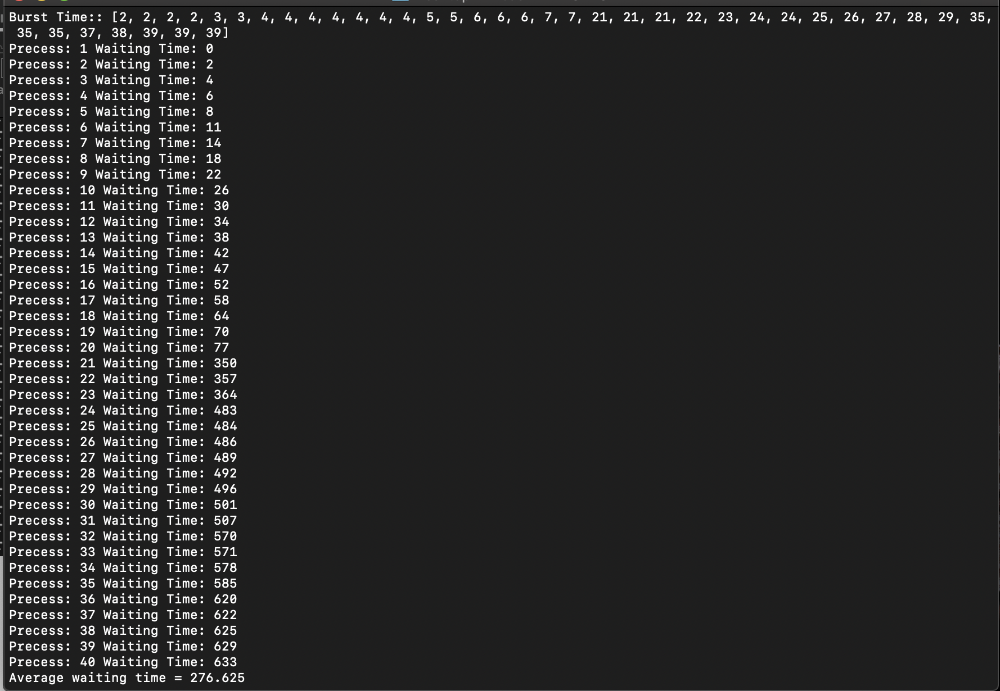 Burst Time:: [2, 2, 2, 2, 3, 3, 4, 4, 4, 4, 4, 4, 4, 5, 5, 6, 6, 6, 7, 7, 21, 21, 21, 22, 23, 24, 24, 25, 26, 27, 28, 29, 35,
35, 35, 37, 38, 39, 39, 39]
Precess: 1 Waiting Time: 0
Precess: 2 Waiting Time: 2
Precess: 3 Waiting Time: 4
Precess: 4 Waiting Time: 6
Precess: 5 Waiting Time: 8
Precess: 6 Waiting Time: 11
Precess: 7 Waiting Time: 14
Precess: 8 Waiting Time: 18
Precess: 9 Waiting Time: 22
Precess: 10 Waiting Time: 26
Precess: 11 Waiting Time: 30
Precess: 12 Waiting Time: 34
Precess: 13 Waiting Time: 38
Precess: 14 Waiting Time: 42
Precess: 15 Waiting Time: 47
Precess: 16 Waiting Time: 52
Precess: 17 Waiting Time: 58
Precess: 18 Waiting Time: 64
Precess: 19 Waiting Time: 70
Precess: 20 Waiting Time: 77
Precess: 21 Waiting Time: 350
Precess: 22 Waiting Time: 357
Precess: 23 Waiting Time: 364
Precess: 24 Waiting Time: 483
Precess: 25 Waiting Time: 484
Precess: 26 Waiting Time: 486
Precess: 27 Waiting Time: 489
Precess: 28 Waiting Time: 492
Precess: 29 Waiting Time: 496
Precess: 30 Waiting Time: 501
Precess: 31 Waiting Time: 507
Precess: 32 Waiting Time: 570
Precess: 33 Waiting Time: 571
Precess: 34 Waiting Time: 578
Precess: 35 Waiting Time: 585
Precess: 36 Waiting Time: 620
Precess: 37 Waiting Time: 622
Precess: 38 Waiting Time: 625
Precess: 39 Waiting Time: 629
Precess: 40 Waiting Time: 633
Average waiting time = 276.625